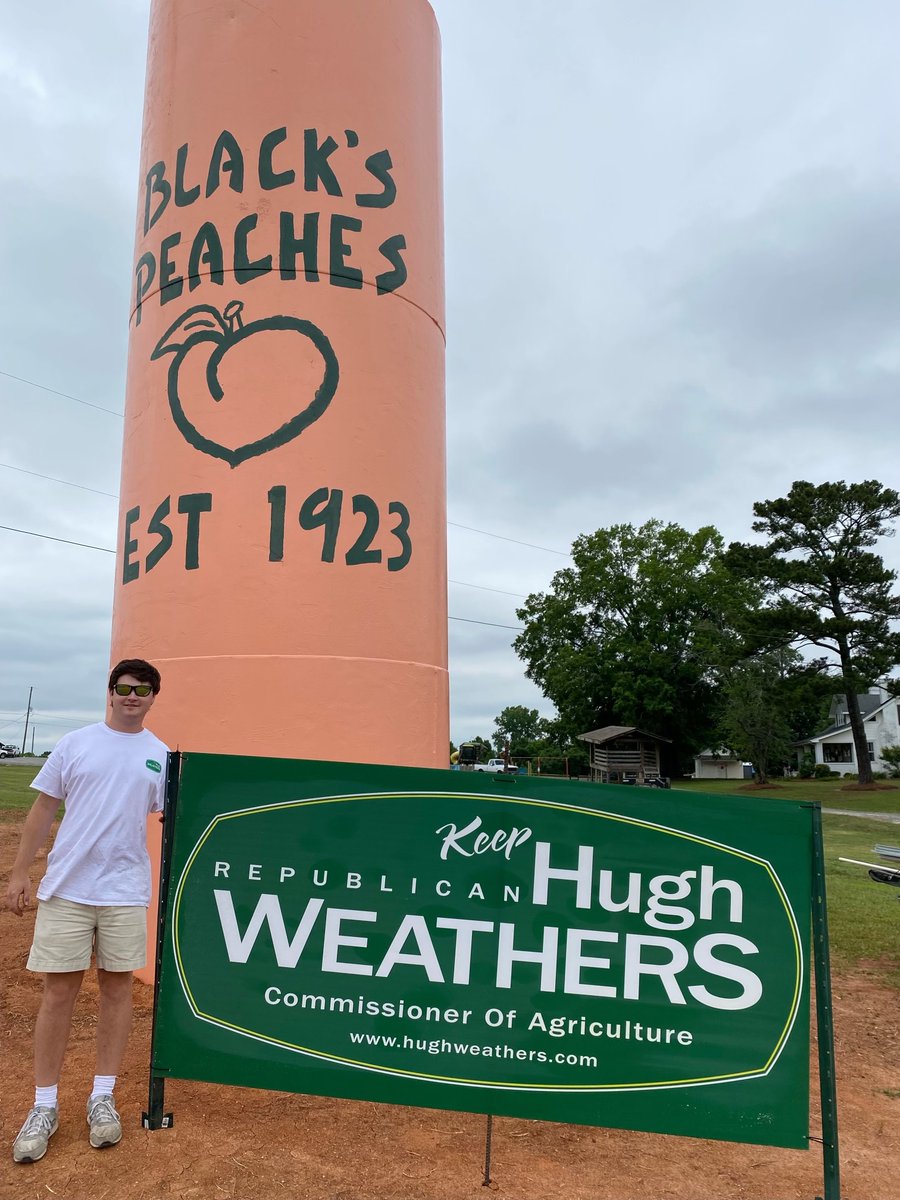 BLACK'S
PEACHES
EST 1923
Keep
REPUBLICAN Hugh
WEATHERS
Commissioner Of Agriculture
www.hughweathers.com